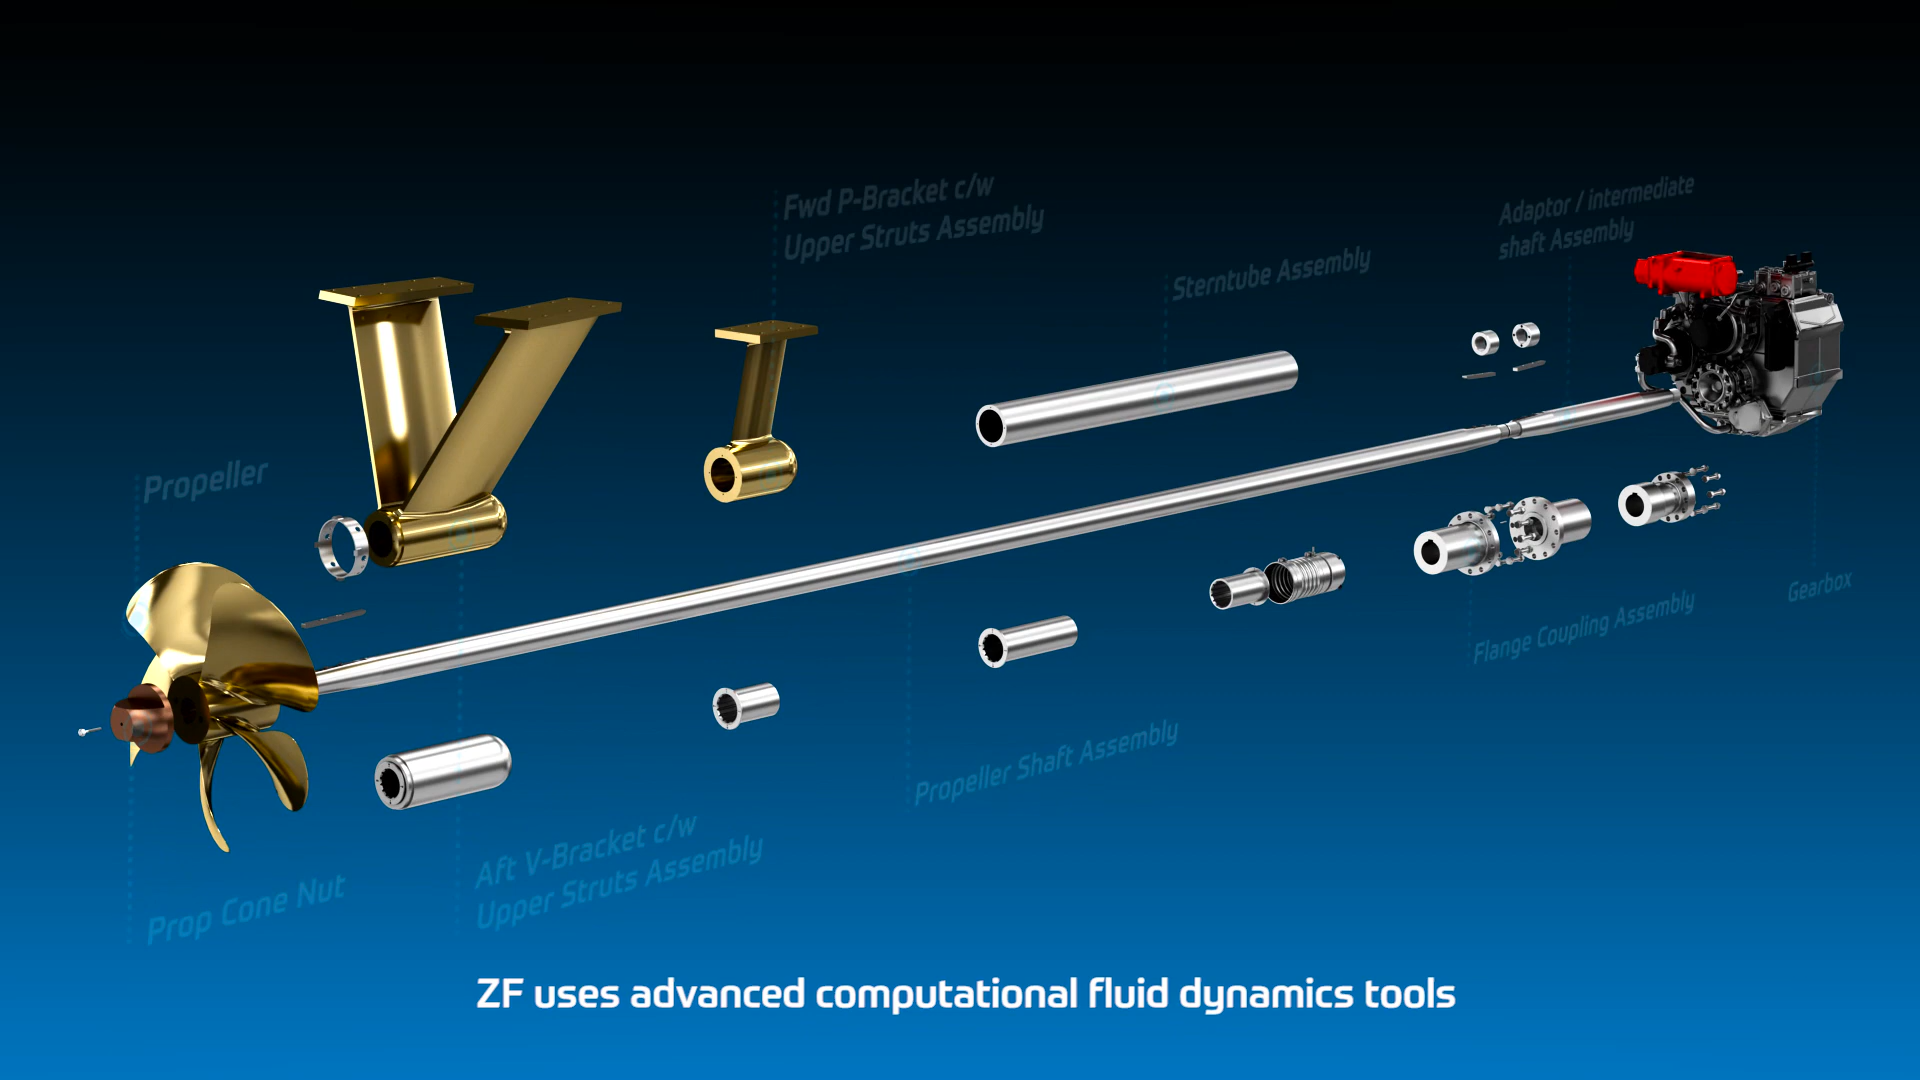 Fwd P-Bracket c/w
Upper Struts Assembly
Adaptor / intermediate
shaft Assembly
Sterntube Assembly
Propeller
Gearbox
Flange Coupling Assembly
Propeller Shaft Assembly
Aft V-Bracket c/w
Upper Struts Assembly
Prop Cone Nut
ZF uses advanced computational fluid dynamics tools